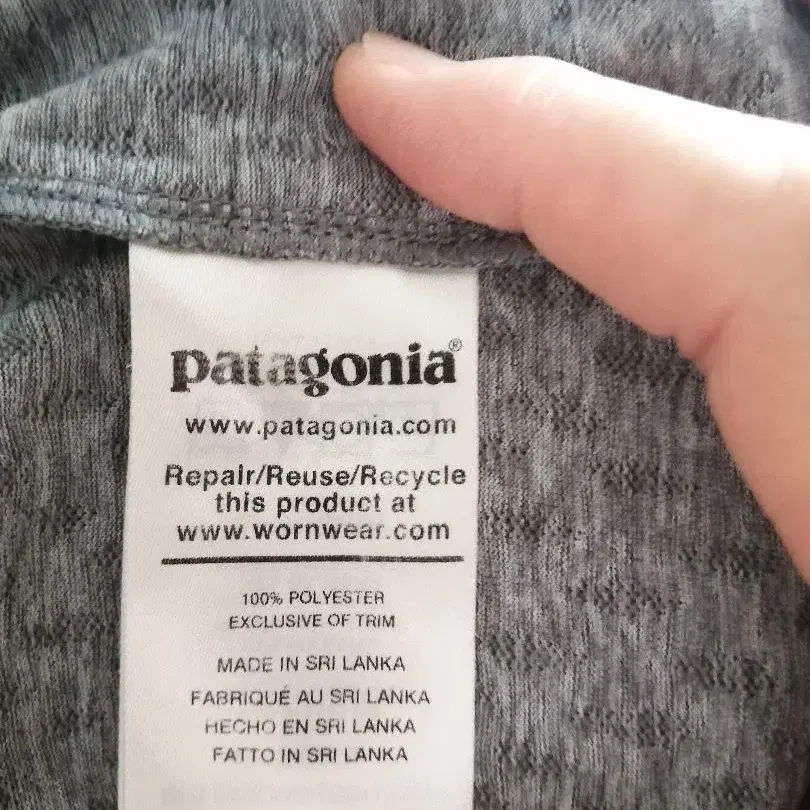 patagonia®
www.patagonia.com
Repair/Reuse/Recycle
this product at
www.wornwear.com
100% POLYESTER
EXCLUSIVE OF TRIM
MADE IN SRI LANKA
FABRIQUÉ AU SRI LANKA
HECHO EN SRI LANKA
FATTO IN SRI LANKA